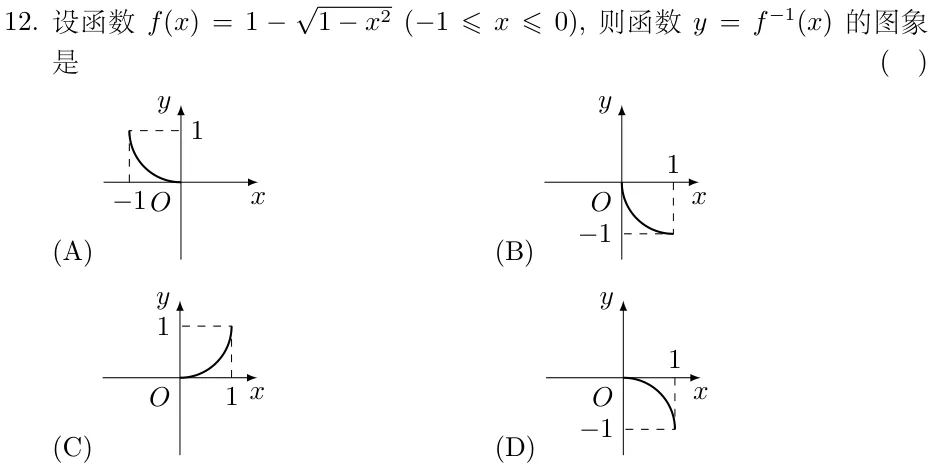 12. 设函数 f(x) = 1 − √(1 − x²) (−1 ⩽ x ⩽ 0), 则函数 y = f⁻¹(x) 的图象
是 ( )
y
1
−1 O x
(A)
y
1
O x
−1
(B)
y
1
O 1 x
(C)
y
1
O x
−1
(D)